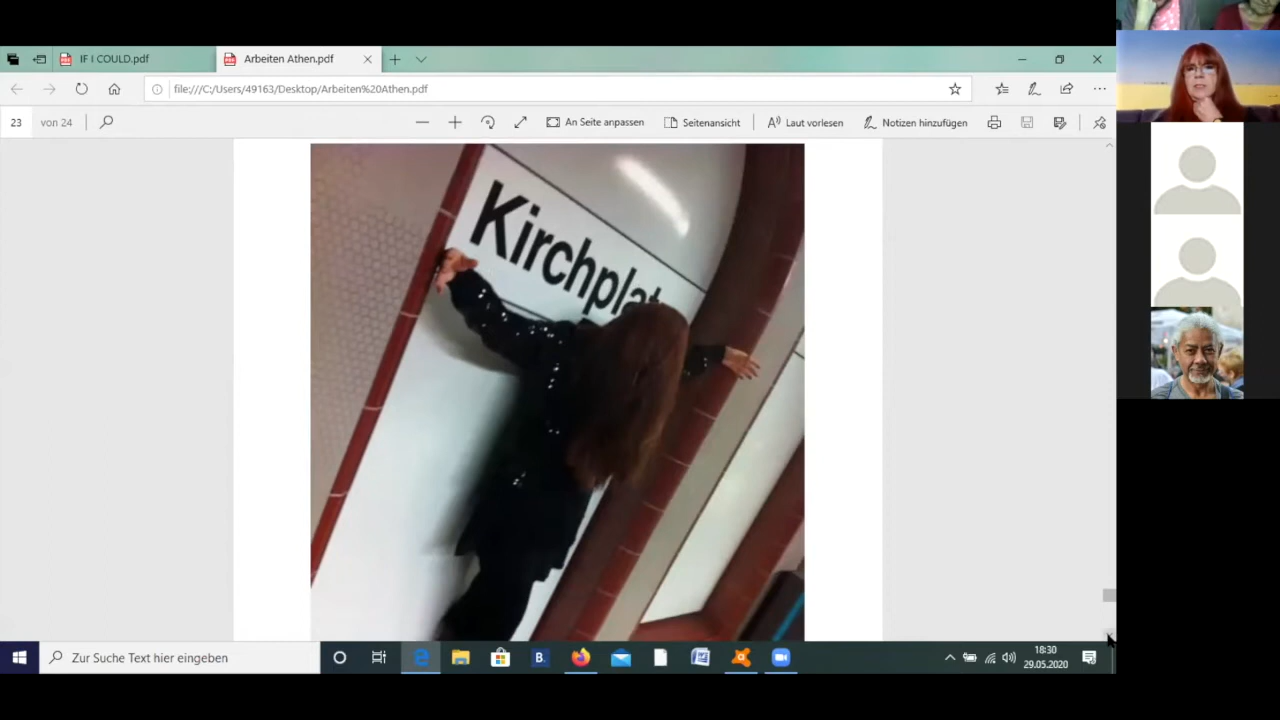 IF I COULD.pdf
Arbeiten Athen.pdf
file:///C:/Users/49163/Desktop/Arbeiten%20Athen.pdf
23 von 24
An Seite anpassen
Seitenansicht
Laut vorlesen
Notizen hinzufügen
Kirchplat
Zur Suche Text hier eingeben
B.
18:30
29.05.2020